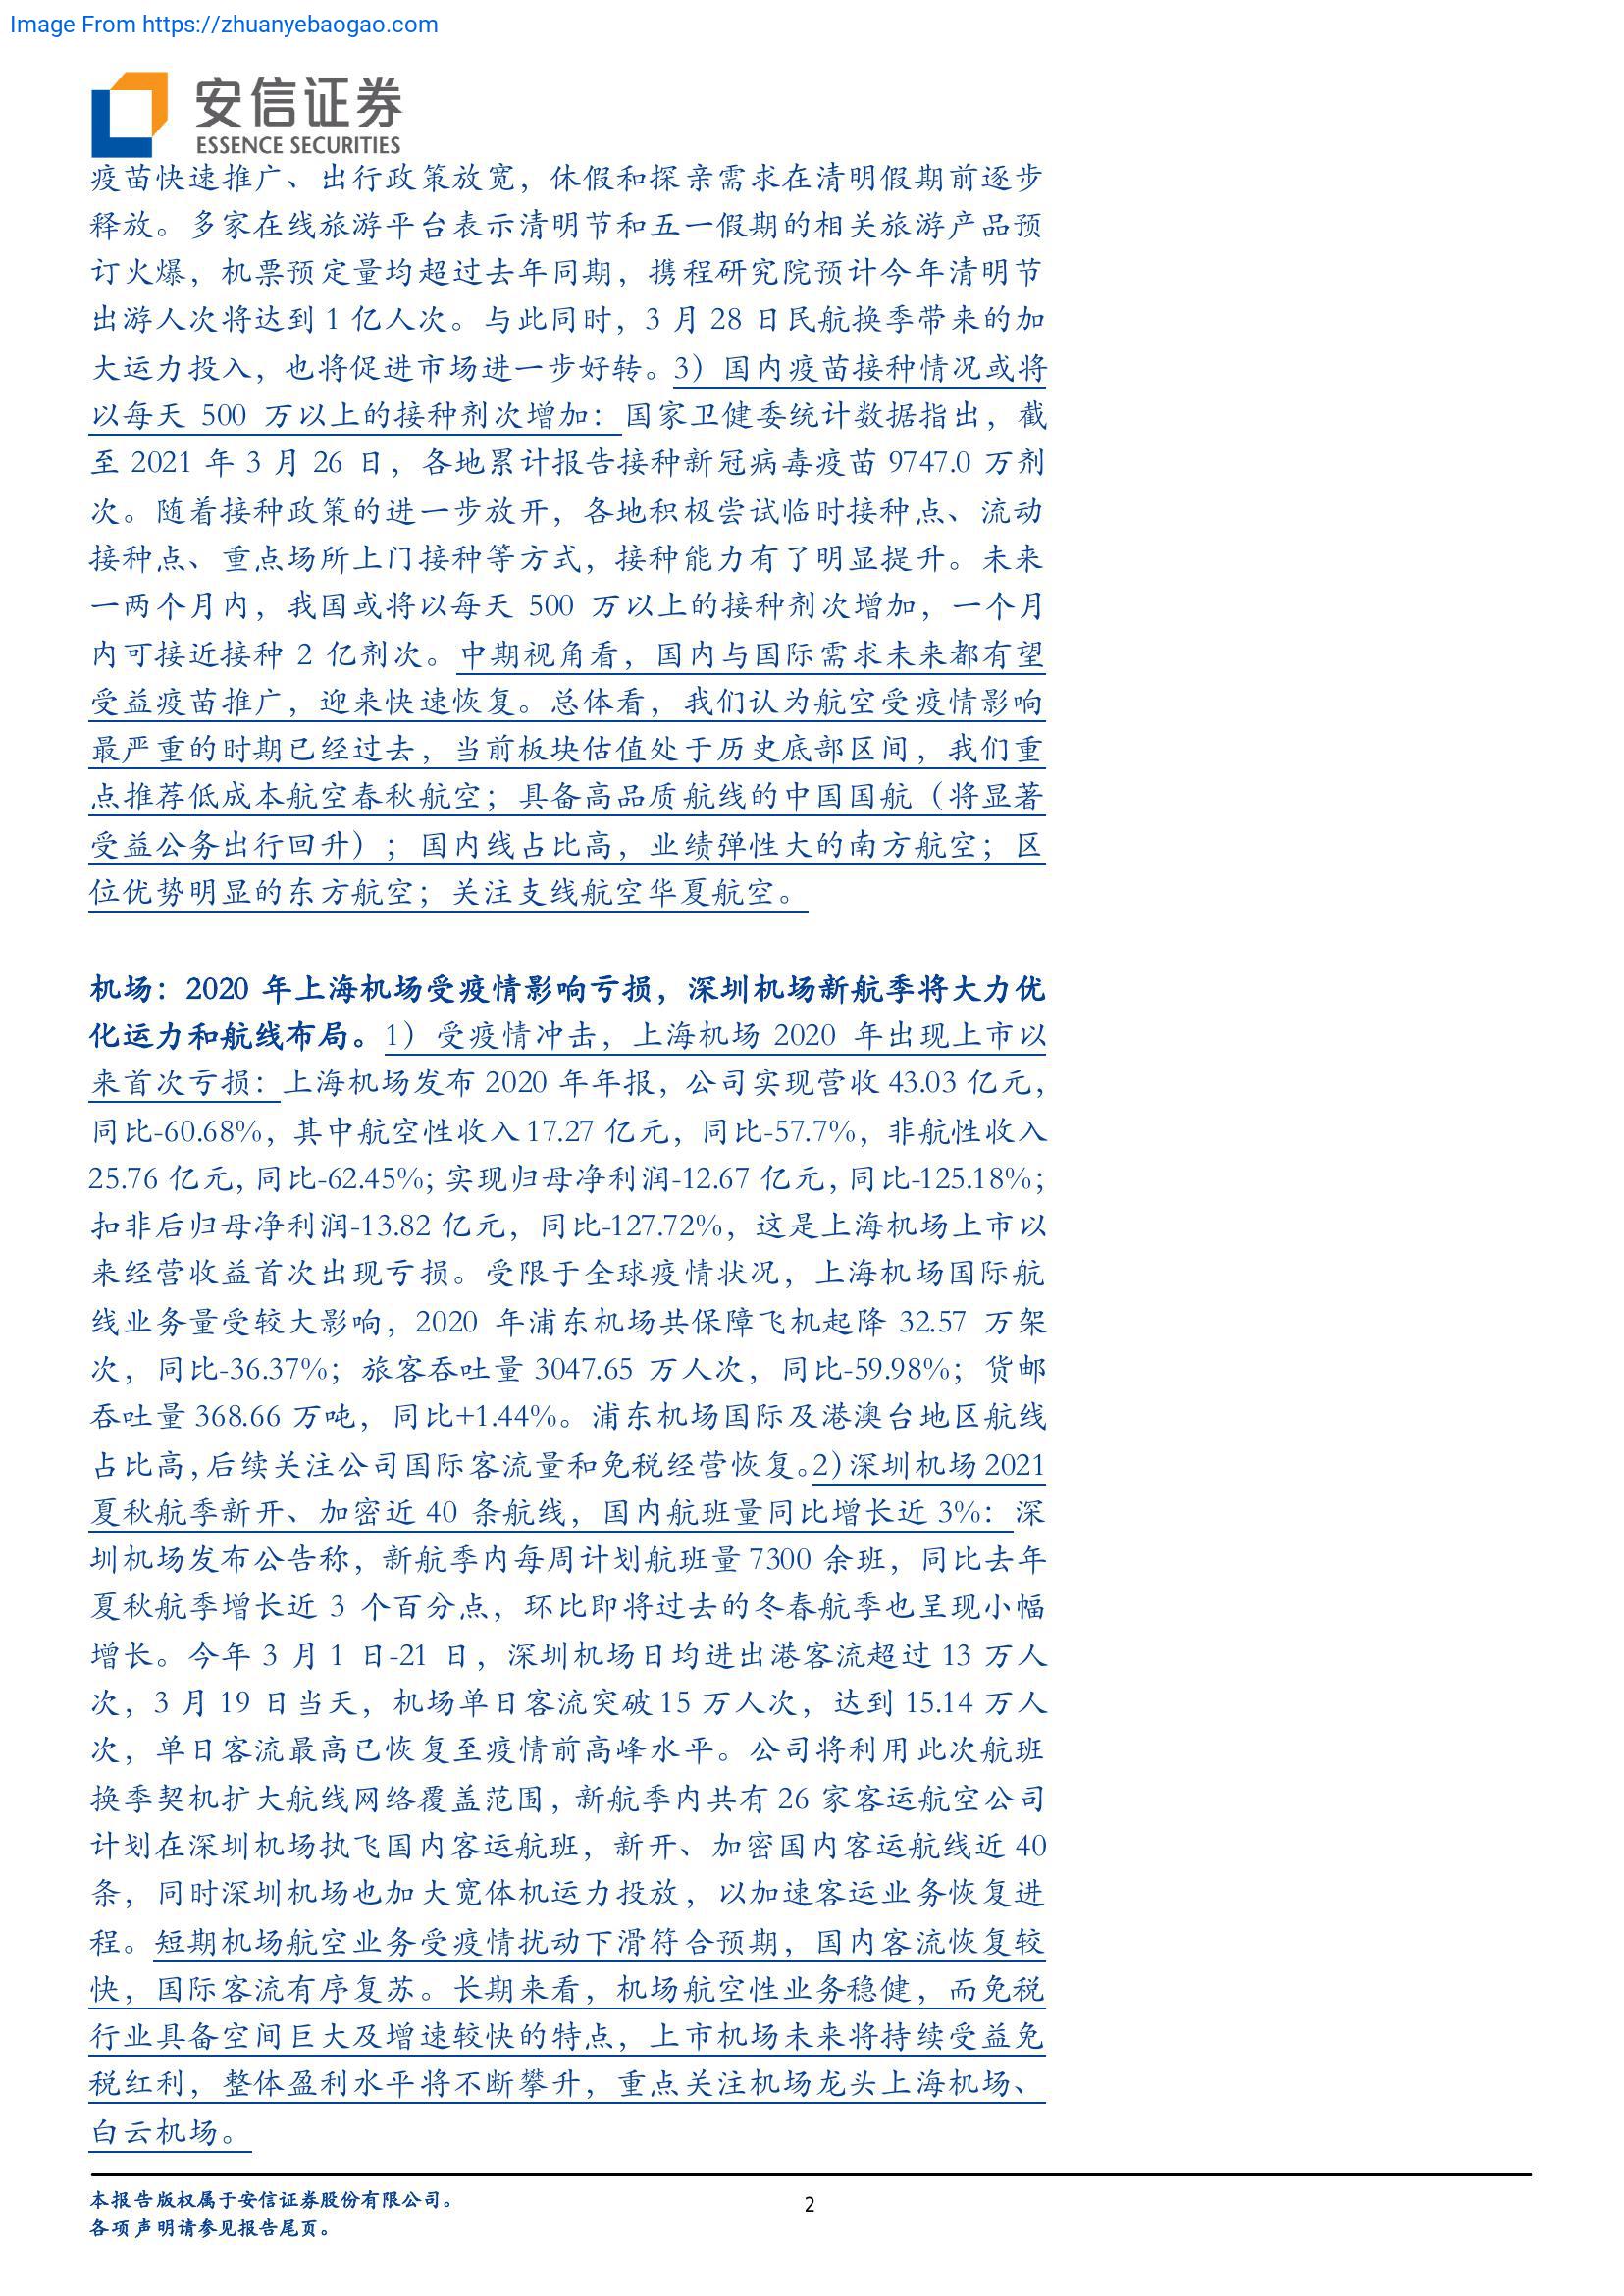 Image From https://zhuanyebaogao.com
安信证券
ESSENCE SECURITIES
疫苗快速推广、出行政策放宽，休假和探亲需求在清明假期前逐步
释放。多家在线旅游平台表示清明节和五一假期的相关旅游产品预
订火爆，机票预定量均超过去年同期，携程研究院预计今年清明节
出游人次将达到 1 亿人次。与此同时，3 月 28 日民航换季带来的加
大运力投入，也将促进市场进一步好转。3）国内疫苗接种情况或将
以每天 500 万以上的接种剂次增加：国家卫健委统计数据指出，截
至 2021 年 3 月 26 日，各地累计报告接种新冠病毒疫苗 9747.0 万剂
次。随着接种政策的进一步放开，各地积极尝试临时接种点、流动
接种点、重点场所上门接种等方式，接种能力有了明显提升。未来
一两个月内，我国或将以每天 500 万以上的接种剂次增加，一个月
内可接近接种 2 亿剂次。中期视角看，国内与国际需求未来都有望
受益疫苗推广，迎来快速恢复。总体看，我们认为航空受疫情影响
最严重的时期已经过去，当前板块估值处于历史底部区间，我们重
点推荐低成本航空春秋航空；具备高品质航线的中国国航（将显著
受益公务出行回升）；国内线占比高，业绩弹性大的南方航空；区
位优势明显的东方航空；关注支线航空华夏航空。
机场：2020 年上海机场受疫情影响亏损，深圳机场新航季将大力优
化运力和航线布局。1）受疫情冲击，上海机场 2020 年出现上市以
来首次亏损：上海机场发布 2020 年年报，公司实现营收 43.03 亿元，
同比-60.68%，其中航空性收入 17.27 亿元，同比-57.7%，非航性收入
25.76 亿元，同比-62.45%；实现归母净利润-12.67 亿元，同比-125.18%；
扣非后归母净利润-13.82 亿元，同比-127.72%，这是上海机场上市以
来经营收益首次出现亏损。受限于全球疫情状况，上海机场国际航
线业务量受较大影响，2020 年浦东机场共保障飞机起降 32.57 万架
次，同比-36.37%；旅客吞吐量 3047.65 万人次，同比-59.98%；货邮
吞吐量 368.66 万吨，同比+1.44%。浦东机场国际及港澳台地区航线
占比高，后续关注公司国际客流量和免税经营恢复。2）深圳机场 2021
夏秋航季新开、加密近 40 条航线，国内航班量同比增长近 3%：深
圳机场发布公告称，新航季内每周计划航班量 7300 余班，同比去年
夏秋航季增长近 3 个百分点，环比即将过去的冬春航季也呈现小幅
增长。今年 3 月 1 日-21 日，深圳机场日均进出港客流超过 13 万人
次，3 月 19 日当天，机场单日客流突破 15 万人次，达到 15.14 万人
次，单日客流最高已恢复至疫情前高峰水平。公司将利用此次航班
换季契机扩大航线网络覆盖范围，新航季内共有 26 家客运航空公司
计划在深圳机场执飞国内客运航班，新开、加密国内客运航线近 40
条，同时深圳机场也加大宽体机运力投放，以加速客运业务恢复进
程。短期机场航空业务受疫情扰动下滑符合预期，国内客流恢复较
快，国际客流有序复苏。长期来看，机场航空性业务稳健，而免税
行业具备空间巨大及增速较快的特点，上市机场未来将持续受益免
税红利，整体盈利水平将不断攀升，重点关注机场龙头上海机场、
白云机场。
本报告版权属于安信证券股份有限公司。
各项声明请参见报告尾页。
2